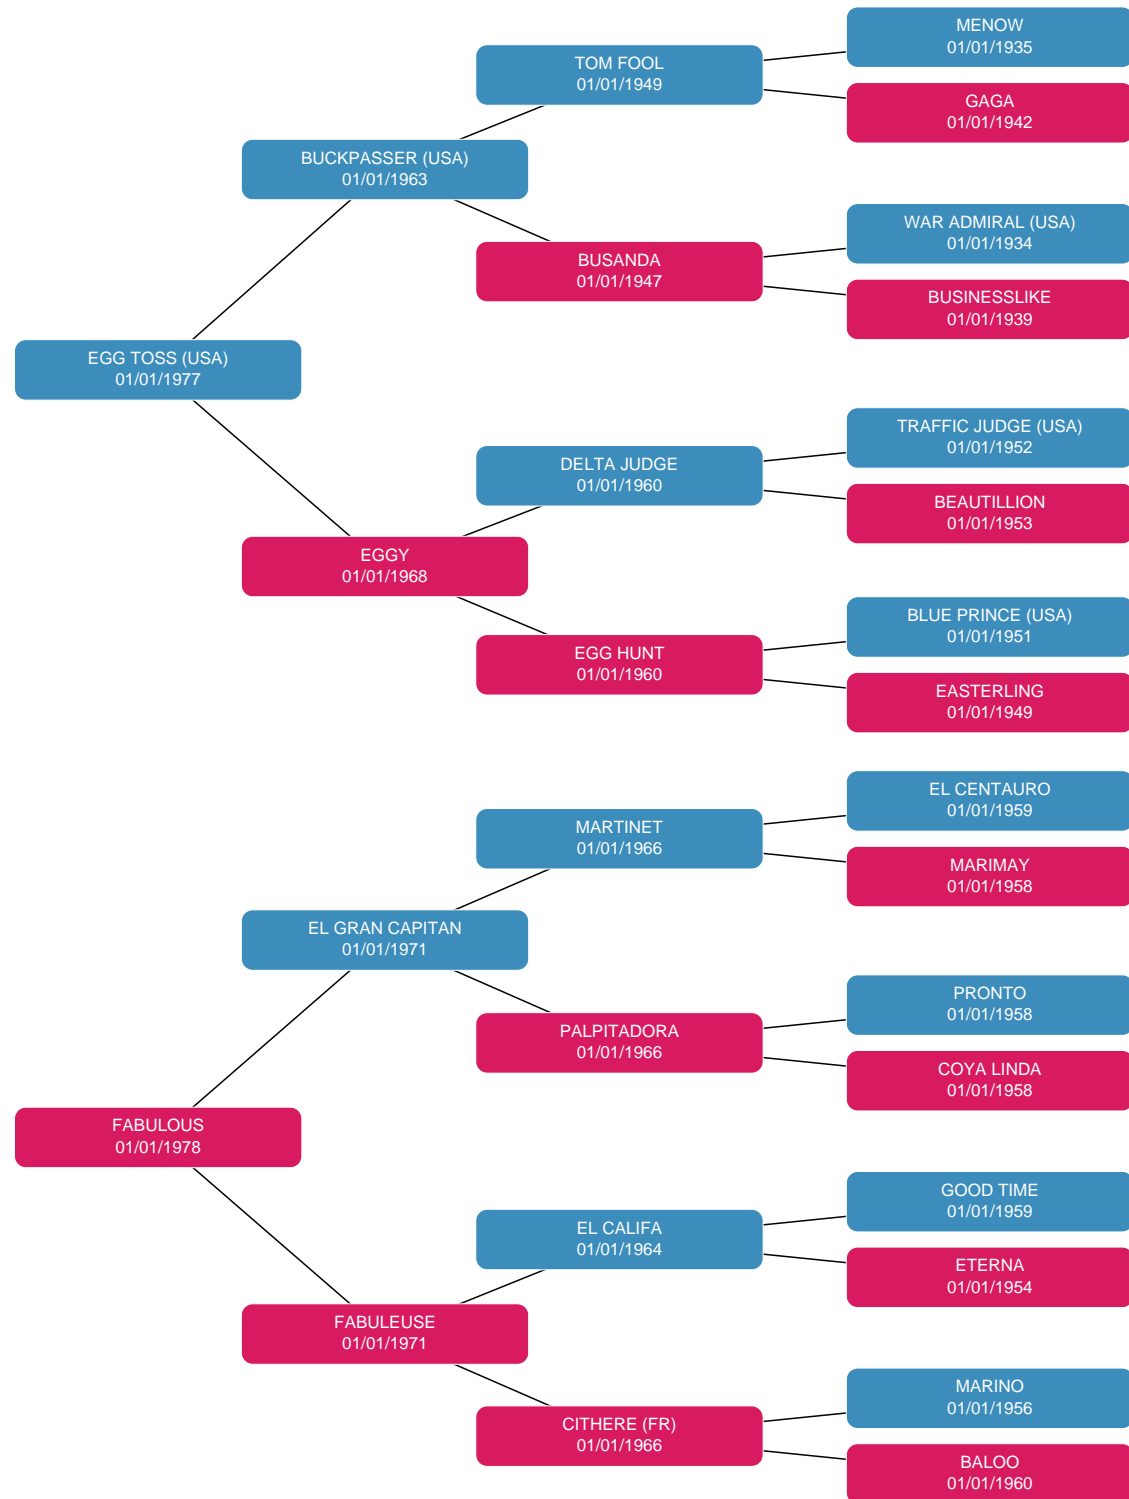 MENOW
01/01/1935
TOM FOOL
01/01/1949
GAGA
01/01/1942
BUCKPASSER (USA)
01/01/1963
WAR ADMIRAL (USA)
01/01/1934
BUSANDA
01/01/1947
BUSINESSLIKE
01/01/1939
EGG TOSS (USA)
01/01/1977
TRAFFIC JUDGE (USA)
01/01/1952
DELTA JUDGE
01/01/1960
BEAUTILLION
01/01/1953
EGGY
01/01/1968
BLUE PRINCE (USA)
01/01/1951
EGG HUNT
01/01/1960
EASTERLING
01/01/1949
EL CENTAURO
01/01/1959
MARTINET
01/01/1966
MARIMAY
01/01/1958
EL GRAN CAPITAN
01/01/1971
PRONTO
01/01/1958
PALPITADORA
01/01/1966
COYA LINDA
01/01/1958
FABULOUS
01/01/1978
GOOD TIME
01/01/1959
EL CALIFA
01/01/1964
ETERNA
01/01/1954
FABULEUSE
01/01/1971
MARINO
01/01/1956
CITHERE (FR)
01/01/1966
BALOO
01/01/1960